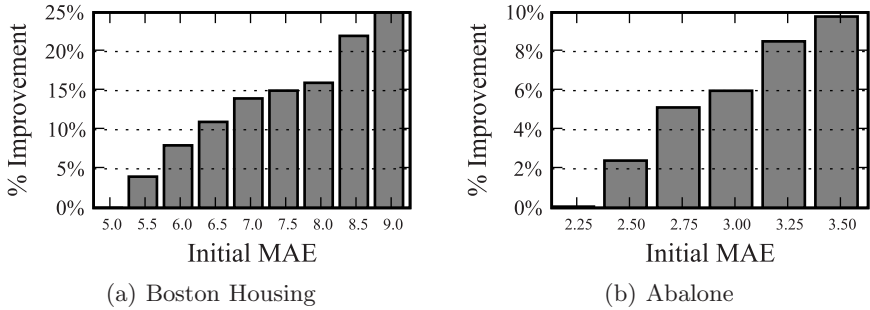 % Improvement
25%
20%
15%
10%
5%
0%
5.0 5.5 6.0 6.5 7.0 7.5 8.0 8.5 9.0
Initial MAE
(a) Boston Housing
% Improvement
10%
8%
6%
4%
2%
0%
2.25 2.50 2.75 3.00 3.25 3.50
Initial MAE
(b) Abalone